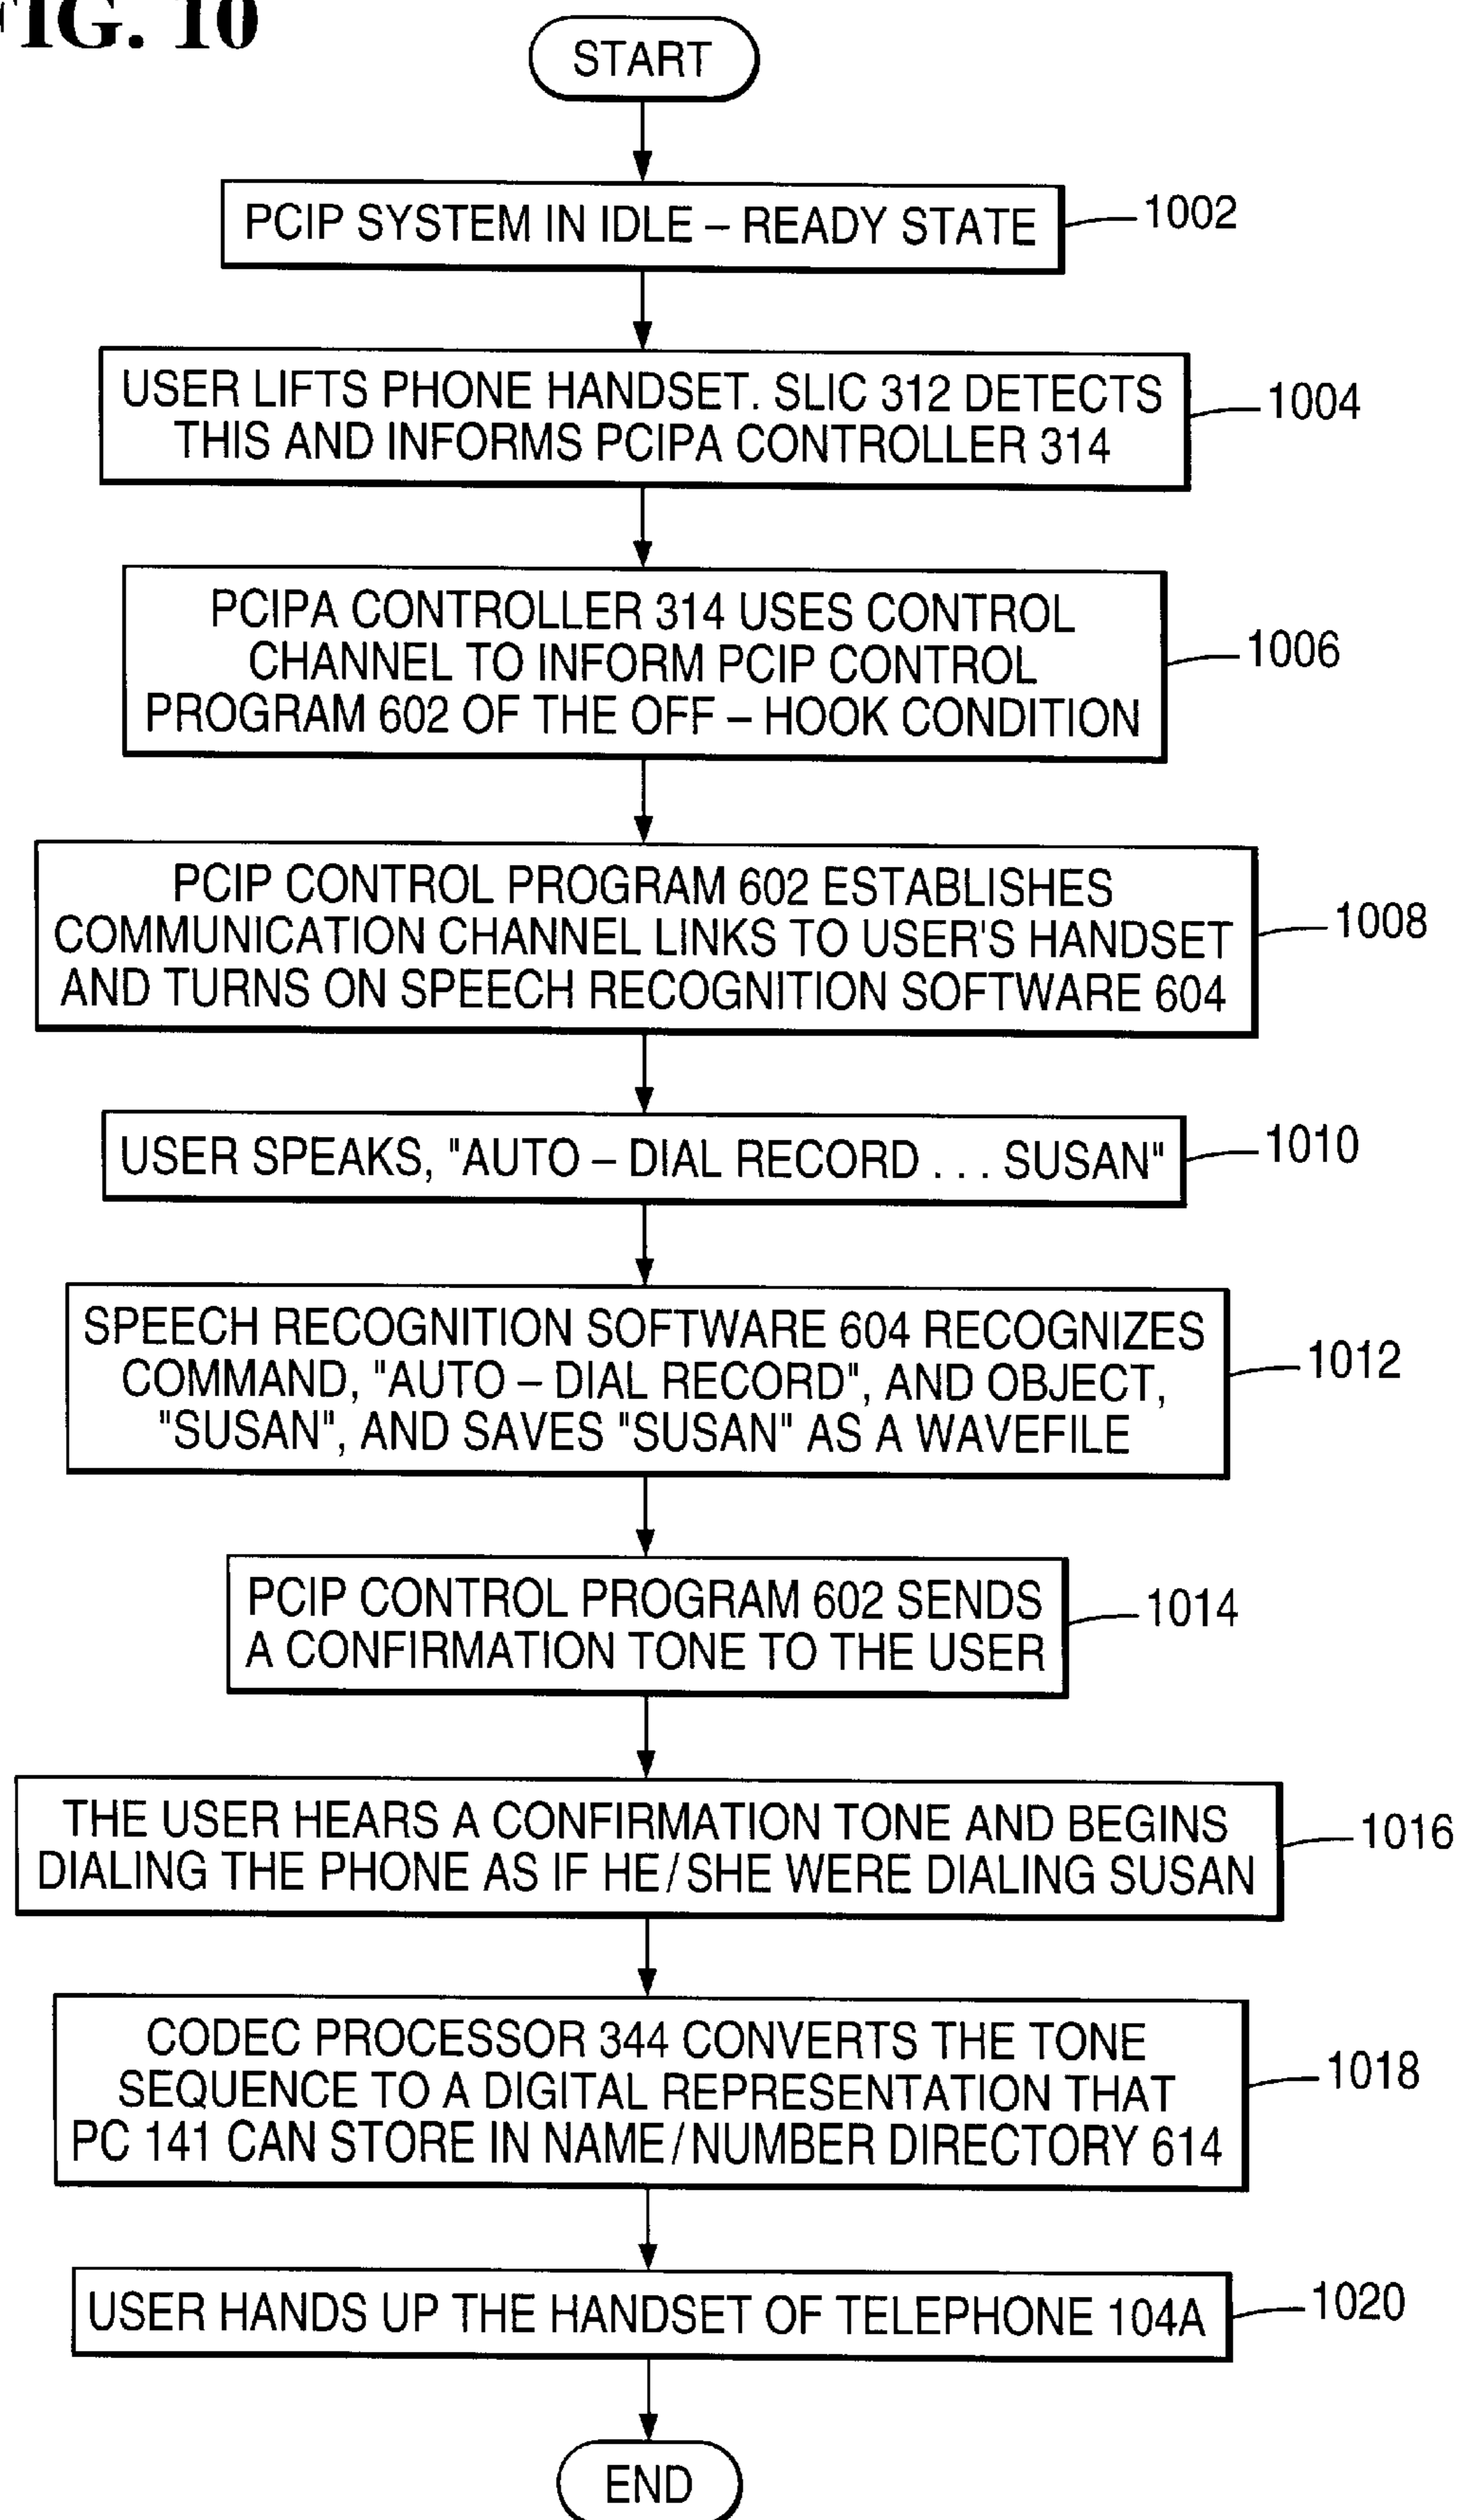 FIG. 10
START
PCIP SYSTEM IN IDLE – READY STATE
1002
USER LIFTS PHONE HANDSET. SLIC 312 DETECTS
THIS AND INFORMS PCIPA CONTROLLER 314
1004
PCIPA CONTROLLER 314 USES CONTROL
CHANNEL TO INFORM PCIP CONTROL
PROGRAM 602 OF THE OFF – HOOK CONDITION
1006
PCIP CONTROL PROGRAM 602 ESTABLISHES
COMMUNICATION CHANNEL LINKS TO USER'S HANDSET
AND TURNS ON SPEECH RECOGNITION SOFTWARE 604
1008
USER SPEAKS, "AUTO – DIAL RECORD . . . SUSAN"
1010
SPEECH RECOGNITION SOFTWARE 604 RECOGNIZES
COMMAND, "AUTO – DIAL RECORD", AND OBJECT,
"SUSAN", AND SAVES "SUSAN" AS A WAVEFILE
1012
PCIP CONTROL PROGRAM 602 SENDS
A CONFIRMATION TONE TO THE USER
1014
THE USER HEARS A CONFIRMATION TONE AND BEGINS
DIALING THE PHONE AS IF HE/SHE WERE DIALING SUSAN
1016
CODEC PROCESSOR 344 CONVERTS THE TONE
SEQUENCE TO A DIGITAL REPRESENTATION THAT
PC 141 CAN STORE IN NAME/NUMBER DIRECTORY 614
1018
USER HANDS UP THE HANDSET OF TELEPHONE 104A
1020
END